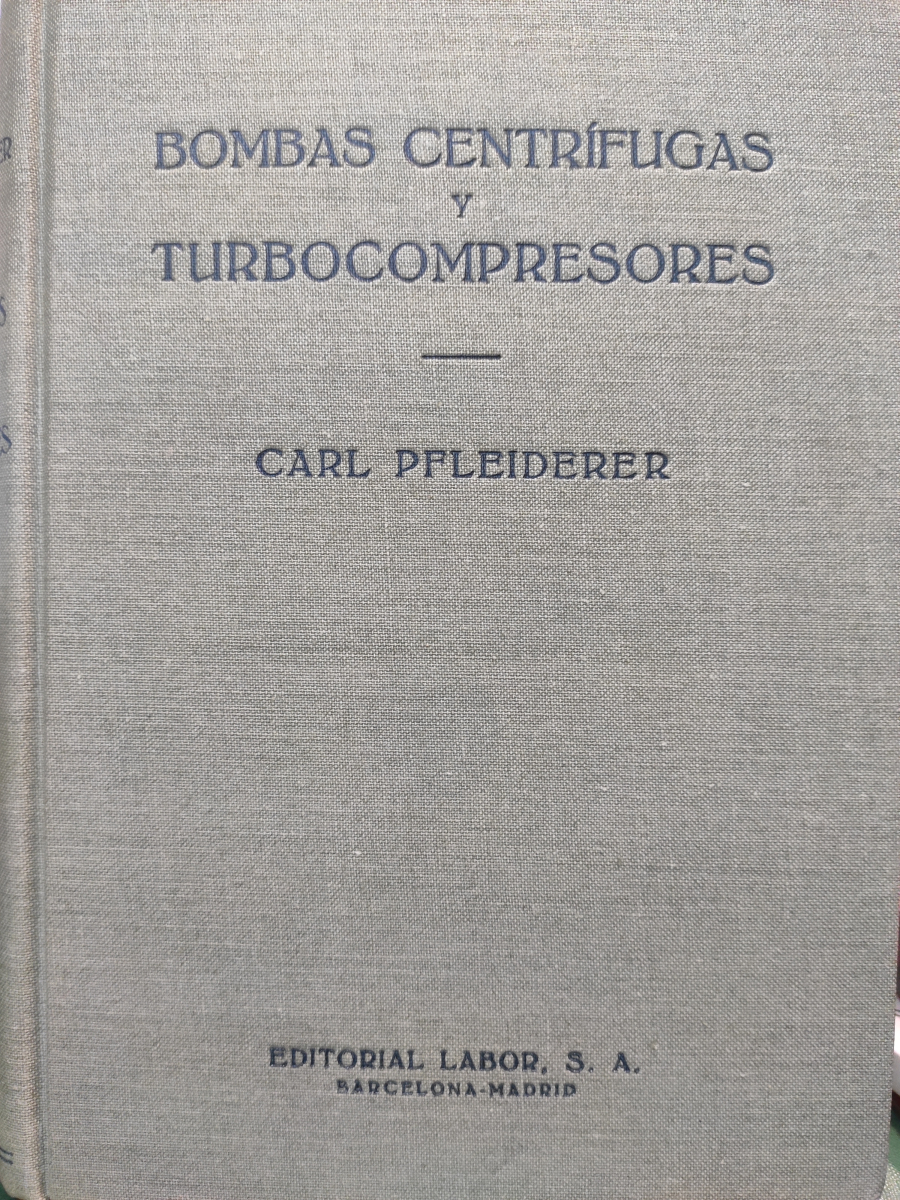 BOMBAS CENTRÍFUGAS
Y
TURBOCOMPRESORES
CARL PFLEIDERER
EDITORIAL LABOR, S. A.
BARCELONA-MADRID